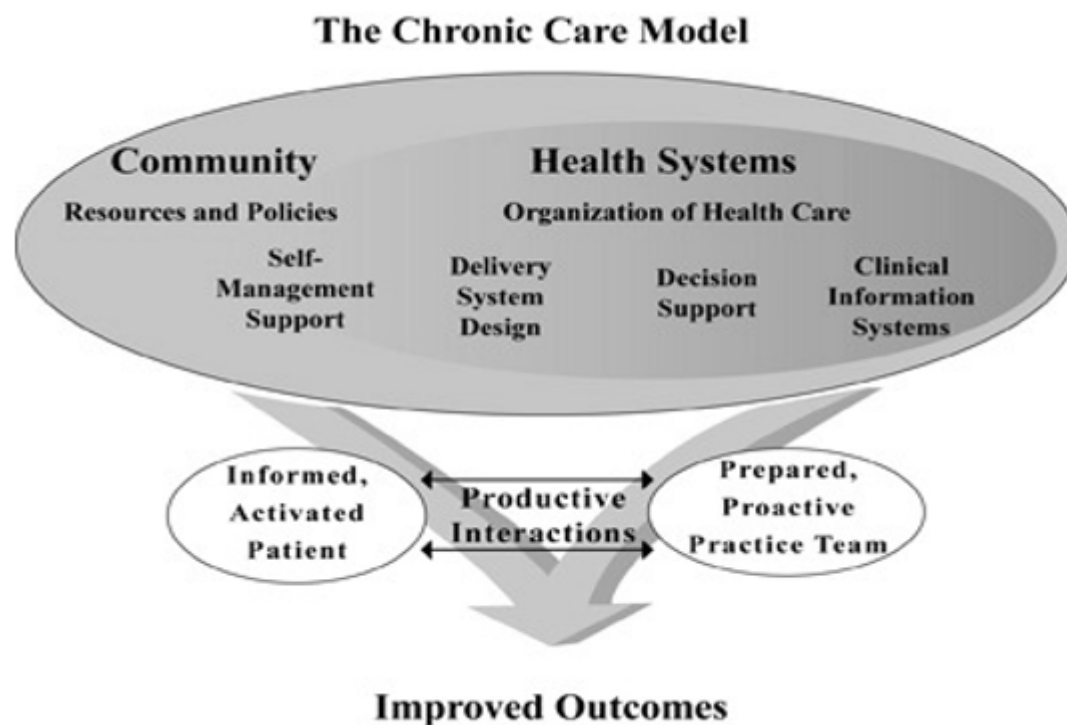 The Chronic Care Model
Community
Health Systems
Resources and Policies
Organization of Health Care
Self-
Management
Support
Delivery
System
Design
Decision
Support
Clinical
Information
Systems
Informed,
Activated
Patient
Productive
Interactions
Prepared,
Proactive
Practice Team
Improved Outcomes